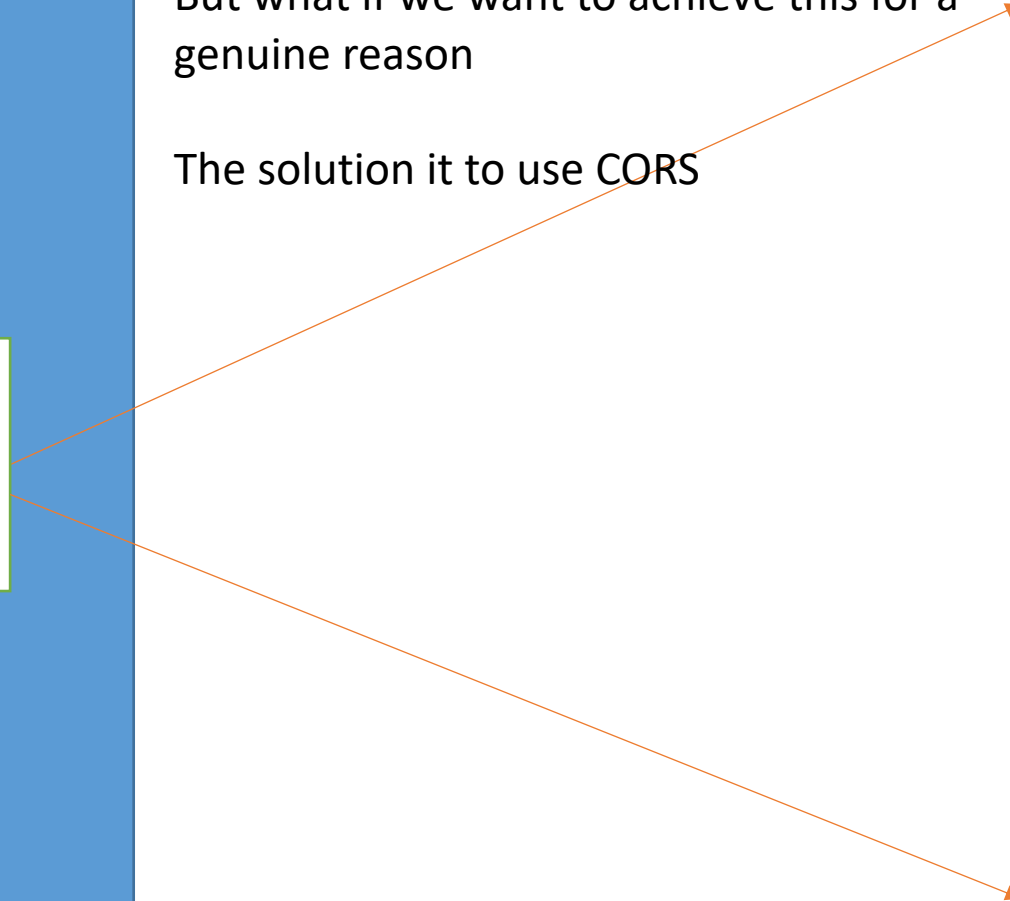 But what if we want to achieve this for a
genuine reason
The solution it to use CORS